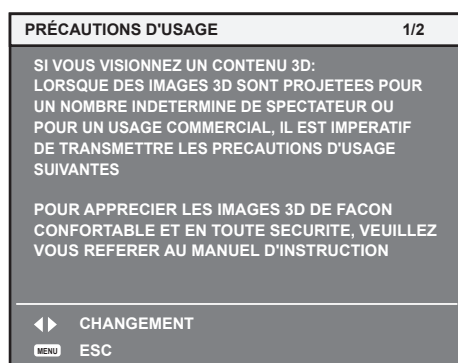 PRÉCAUTIONS D'USAGE 1/2
SI VOUS VISIONNEZ UN CONTENU 3D:
LORSQUE DES IMAGES 3D SONT PROJETEES POUR
UN NOMBRE INDETERMINE DE SPECTATEUR OU
POUR UN USAGE COMMERCIAL, IL EST IMPERATIF
DE TRANSMETTRE LES PRECAUTIONS D'USAGE
SUIVANTES
POUR APPRECIER LES IMAGES 3D DE FACON
CONFORTABLE ET EN TOUTE SECURITE, VEUILLEZ
VOUS REFERER AU MANUEL D'INSTRUCTION
CHANGEMENT
MENU ESC